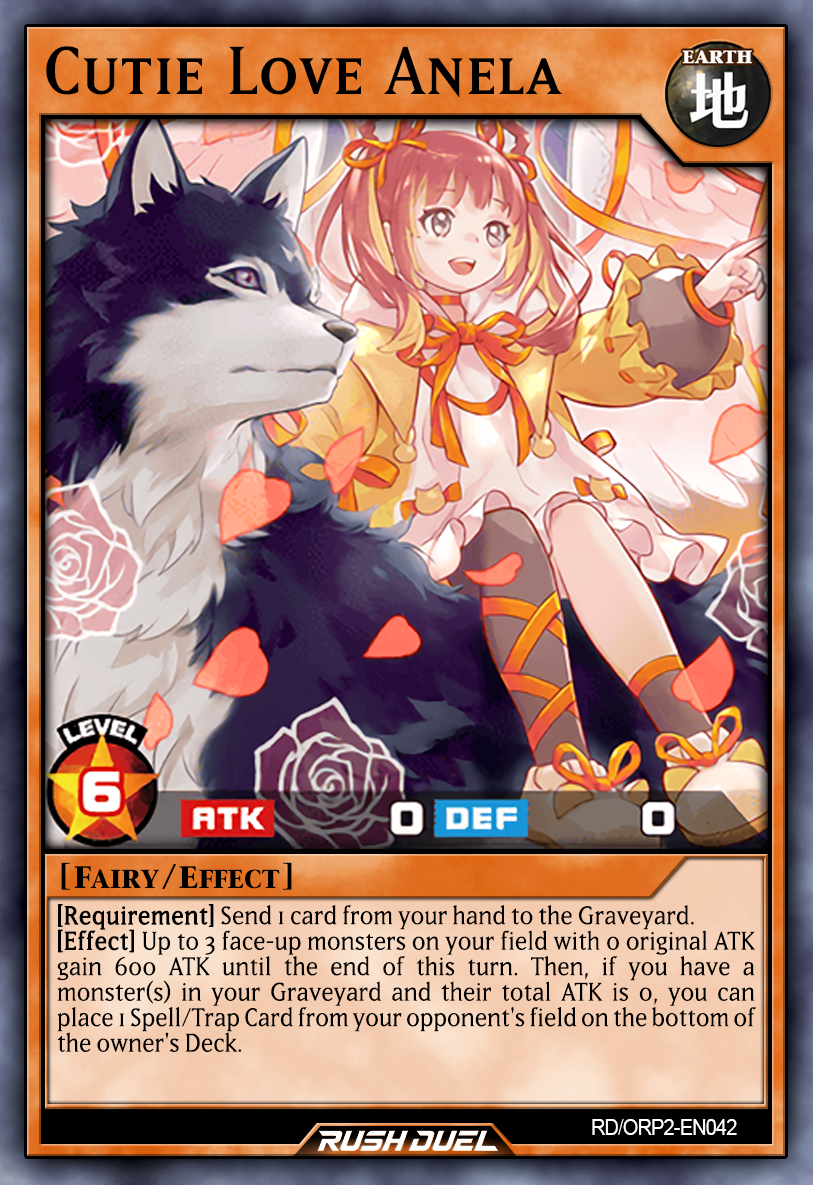 Cutie Love Anela
EARTH
地
LEVEL
6
ATK 0 DEF 0
[Fairy/Effect]
[Requirement] Send 1 card from your hand to the Graveyard.
[Effect] Up to 3 face-up monsters on your field with 0 original ATK
gain 600 ATK until the end of this turn. Then, if you have a
monster(s) in your Graveyard and their total ATK is 0, you can
place 1 Spell/Trap Card from your opponent's field on the bottom of
the owner's Deck.
RD/ORP2-EN042
RUSH DUEL